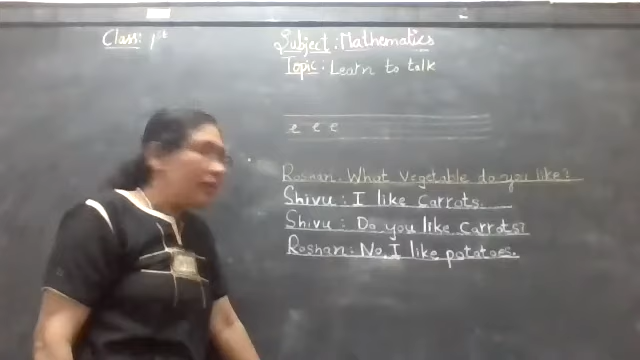 Class: 1st
Subject: Mathematics
Topic: Learn to talk
e e e
Roshan: What vegetable do you like?
Shivu: I like carrots.
Shivu: Do you like carrots?
Roshan: No, I like potatoes.